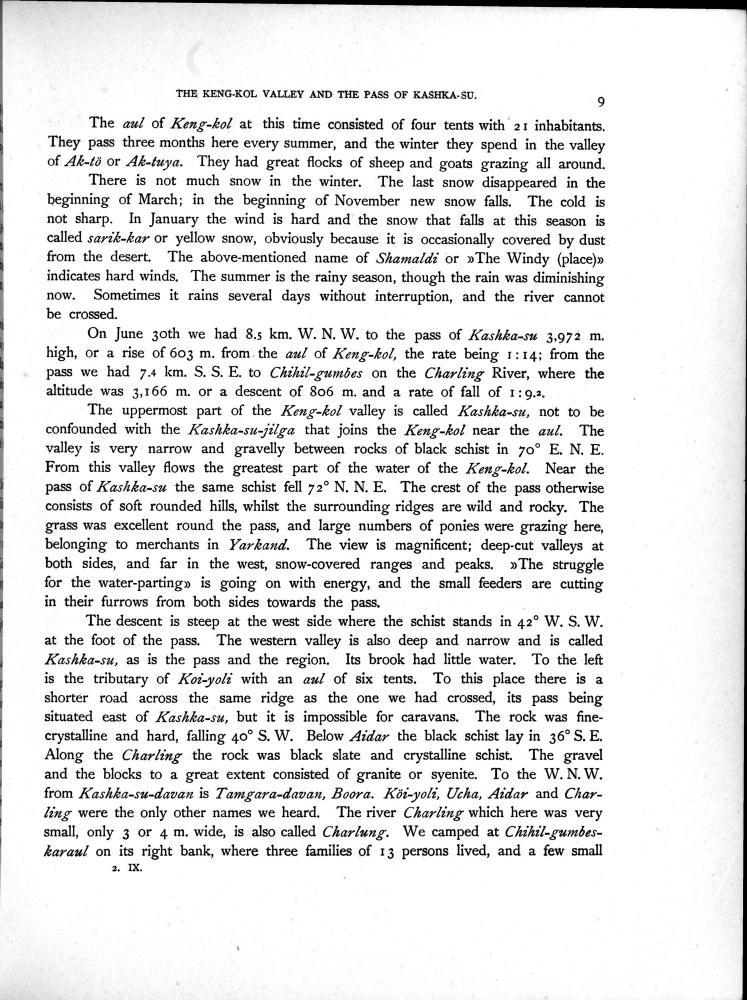 THE KENG-KOL VALLEY AND THE PASS OF KASHKA-SU.
9
The aul of Keng-kol at this time consisted of four tents with 21 inhabitants.
They pass three months here every summer, and the winter they spend in the valley
of Ak-tö or Ak-tuya. They had great flocks of sheep and goats grazing all around.
There is not much snow in the winter. The last snow disappeared in the
beginning of March; in the beginning of November new snow falls. The cold is
not sharp. In January the wind is hard and the snow that falls at this season is
called sarik-kar or yellow snow, obviously because it is occasionally covered by dust
from the desert. The above-mentioned name of Shamaldi or »The Windy (place)»
indicates hard winds. The summer is the rainy season, though the rain was diminishing
now. Sometimes it rains several days without interruption, and the river cannot
be crossed.
On June 30th we had 8.5 km. W. N. W. to the pass of Kashka-su 3,972 m.
high, or a rise of 603 m. from the aul of Keng-kol, the rate being 1:14; from the
pass we had 7.4 km. S. S. E. to Chihil-gumbes on the Charling River, where the
altitude was 3,166 m. or a descent of 806 m. and a rate of fall of 1:9.2.
The uppermost part of the Keng-kol valley is called Kashka-su, not to be
confounded with the Kashka-su-jilga that joins the Keng-kol near the aul. The
valley is very narrow and gravelly between rocks of black schist in 70° E. N. E.
From this valley flows the greatest part of the water of the Keng-kol. Near the
pass of Kashka-su the same schist fell 72° N. N. E. The crest of the pass otherwise
consists of soft rounded hills, whilst the surrounding ridges are wild and rocky. The
grass was excellent round the pass, and large numbers of ponies were grazing here,
belonging to merchants in Yarkand. The view is magnificent; deep-cut valleys at
both sides, and far in the west, snow-covered ranges and peaks. »The struggle
for the water-parting» is going on with energy, and the small feeders are cutting
in their furrows from both sides towards the pass.
The descent is steep at the west side where the schist stands in 42° W. S. W.
at the foot of the pass. The western valley is also deep and narrow and is called
Kashka-su, as is the pass and the region. Its brook had little water. To the left
is the tributary of Koi-yoli with an aul of six tents. To this place there is a
shorter road across the same ridge as the one we had crossed, its pass being
situated east of Kashka-su, but it is impossible for caravans. The rock was fine-
crystalline and hard, falling 40° S. W. Below Aidar the black schist lay in 36° S. E.
Along the Charling the rock was black slate and crystalline schist. The gravel
and the blocks to a great extent consisted of granite or syenite. To the W. N. W.
from Kashka-su-davan is Tamgara-davan, Boora. Köi-yoli, Ucha, Aidar and Char-
ling were the only other names we heard. The river Charling which here was very
small, only 3 or 4 m. wide, is also called Charlung. We camped at Chihil-gumbes-
karaul on its right bank, where three families of 13 persons lived, and a few small
2. IX.